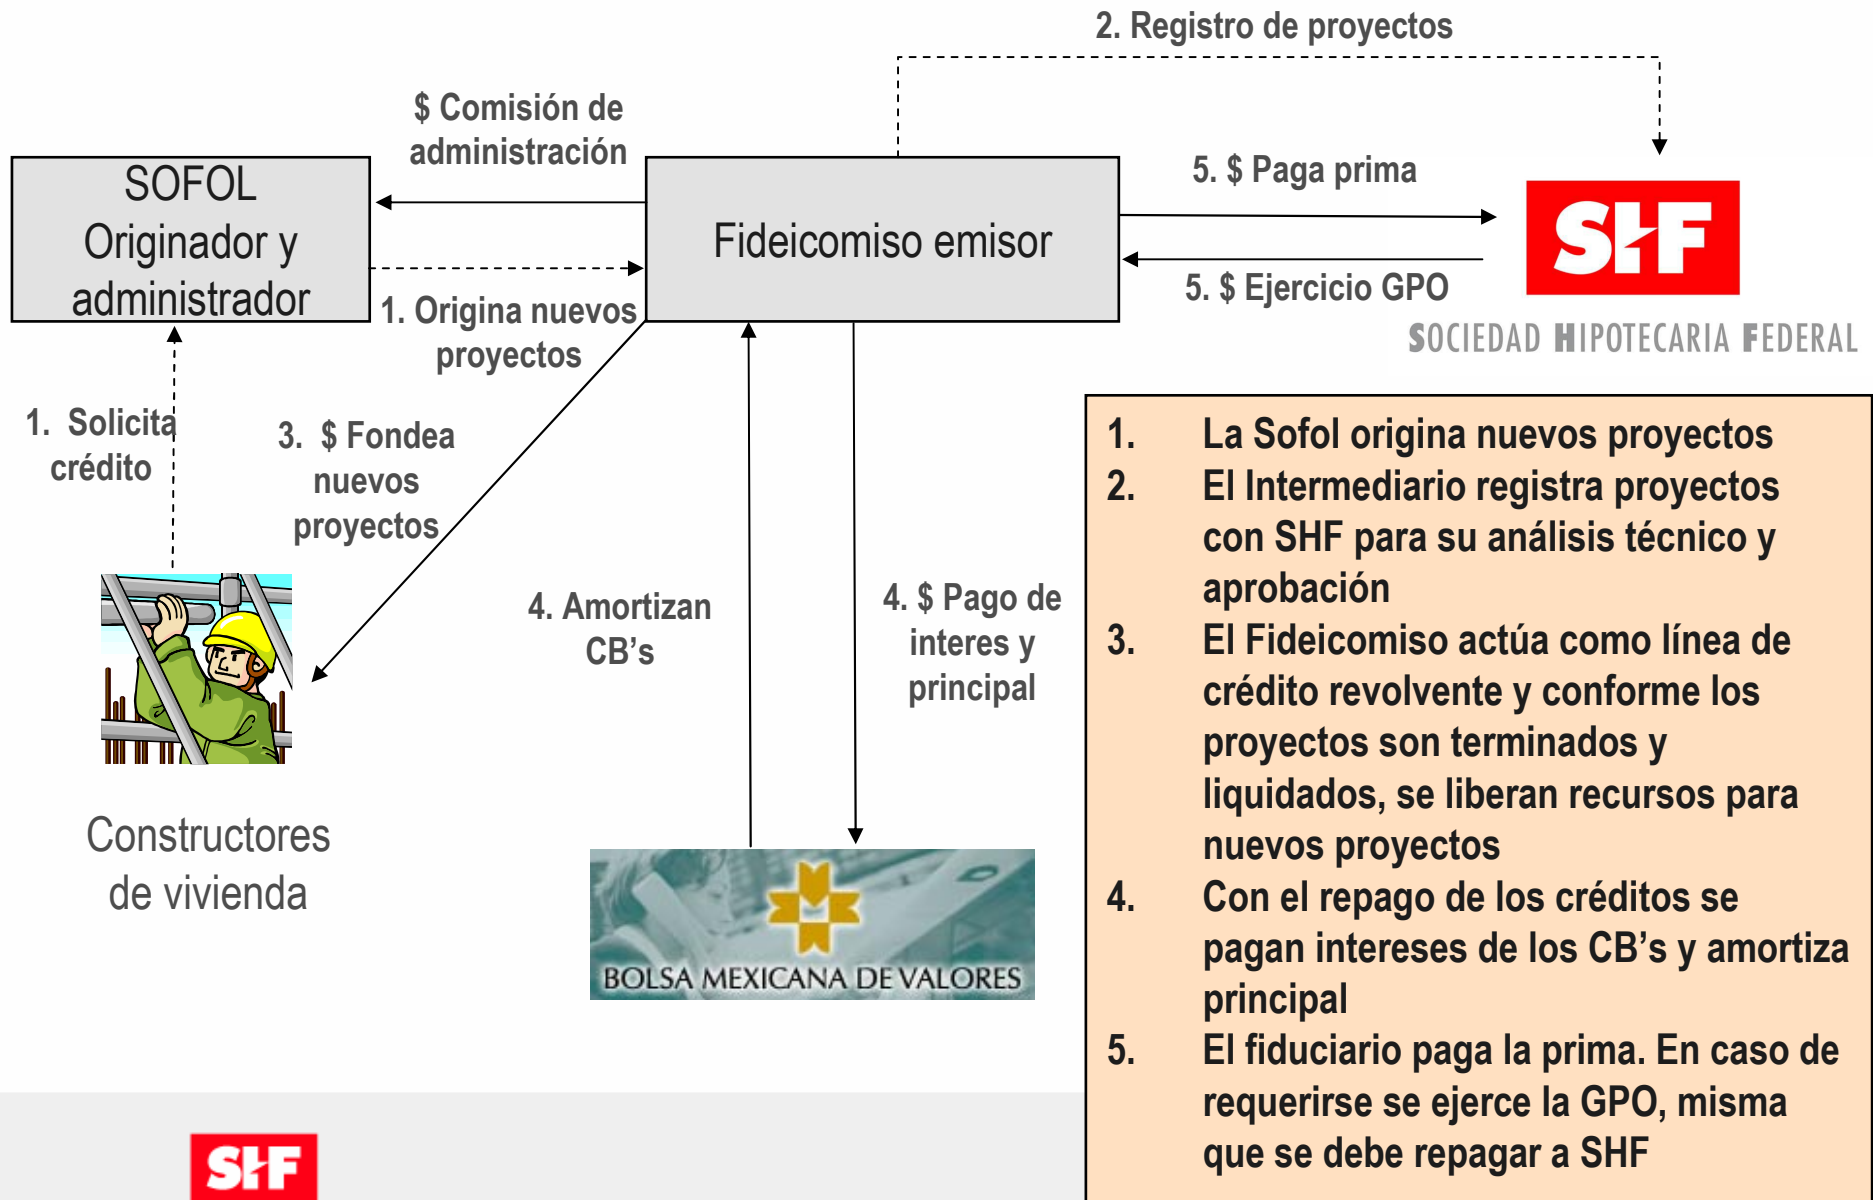 2. Registro de proyectos
$ Comisión de
administración
SOFOL
Originador y
administrador
Fideicomiso emisor
5. $ Paga prima
5. $ Ejercicio GPO
SHF
SOCIEDAD HIPOTECARIA FEDERAL
1. Origina nuevos
proyectos
1. Solicita
crédito
3. $ Fondea
nuevos
proyectos
4. Amortizan
CB's
4. $ Pago de
interes y
principal
Constructores
de vivienda
BOLSA MEXICANA DE VALORES
1. La Sofol origina nuevos proyectos
2. El Intermediario registra proyectos
con SHF para su análisis técnico y
aprobación
3. El Fideicomiso actúa como línea de
crédito revolvente y conforme los
proyectos son terminados y
liquidados, se liberan recursos para
nuevos proyectos
4. Con el repago de los créditos se
pagan intereses de los CB's y amortiza
principal
5. El fiduciario paga la prima. En caso de
requerirse se ejerce la GPO, misma
que se debe repagar a SHF
SHF